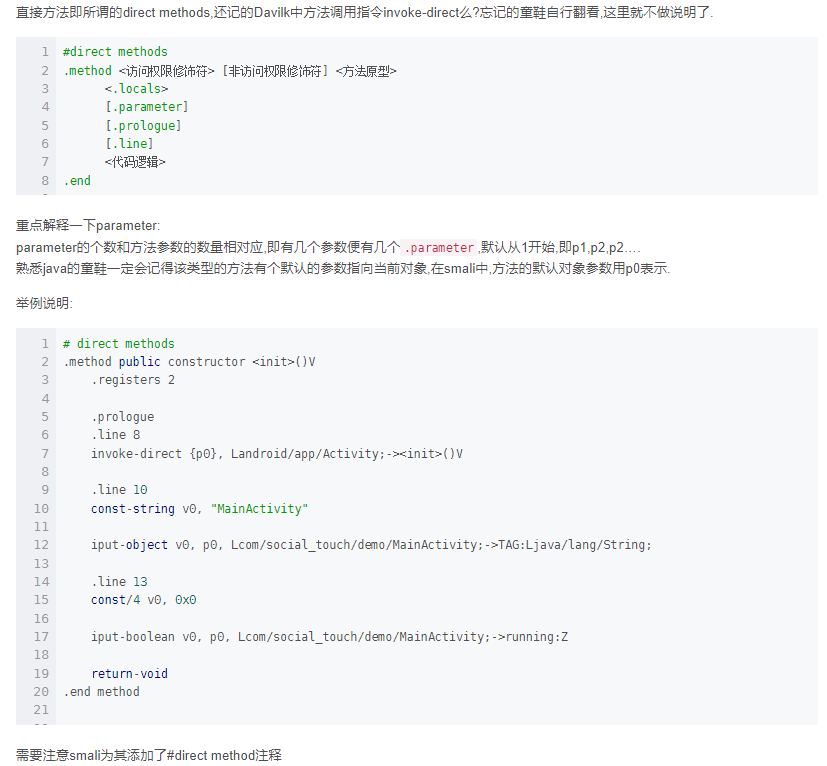 直接方法即所谓的direct methods,还记的Davilk中方法调用指令invoke-direct么?忘记的童鞋自行翻看,这里就不做说明了.
1 #direct methods
2 .method <访问权限修饰符> [非访问权限修饰符] <方法原型>
3 <.locals>
4 [.parameter]
5 [.prologue]
6 [.line]
7 <代码逻辑>
8 .end
重点解释一下parameter:
parameter的个数和方法参数的数量相对应,即有几个参数便有几个 .parameter ,默认从1开始,即p1,p2,p2….
熟悉java的童鞋一定会记得该类型的方法有个默认的参数指向当前对象,在smali中,方法的默认对象参数用p0表示.
举例说明:
1 # direct methods
2 .method public constructor <init>()V
3 .registers 2
4
5 .prologue
6 .line 8
7 invoke-direct {p0}, Landroid/app/Activity;-><init>()V
8
9 .line 10
10 const-string v0, "MainActivity"
11
12 iput-object v0, p0, Lcom/social_touch/demo/MainActivity;->TAG:Ljava/lang/String;
13
14 .line 13
15 const/4 v0, 0x0
16
17 iput-boolean v0, p0, Lcom/social_touch/demo/MainActivity;->running:Z
18
19 return-void
20 .end method
21
需要注意smali为其添加了#direct method注释